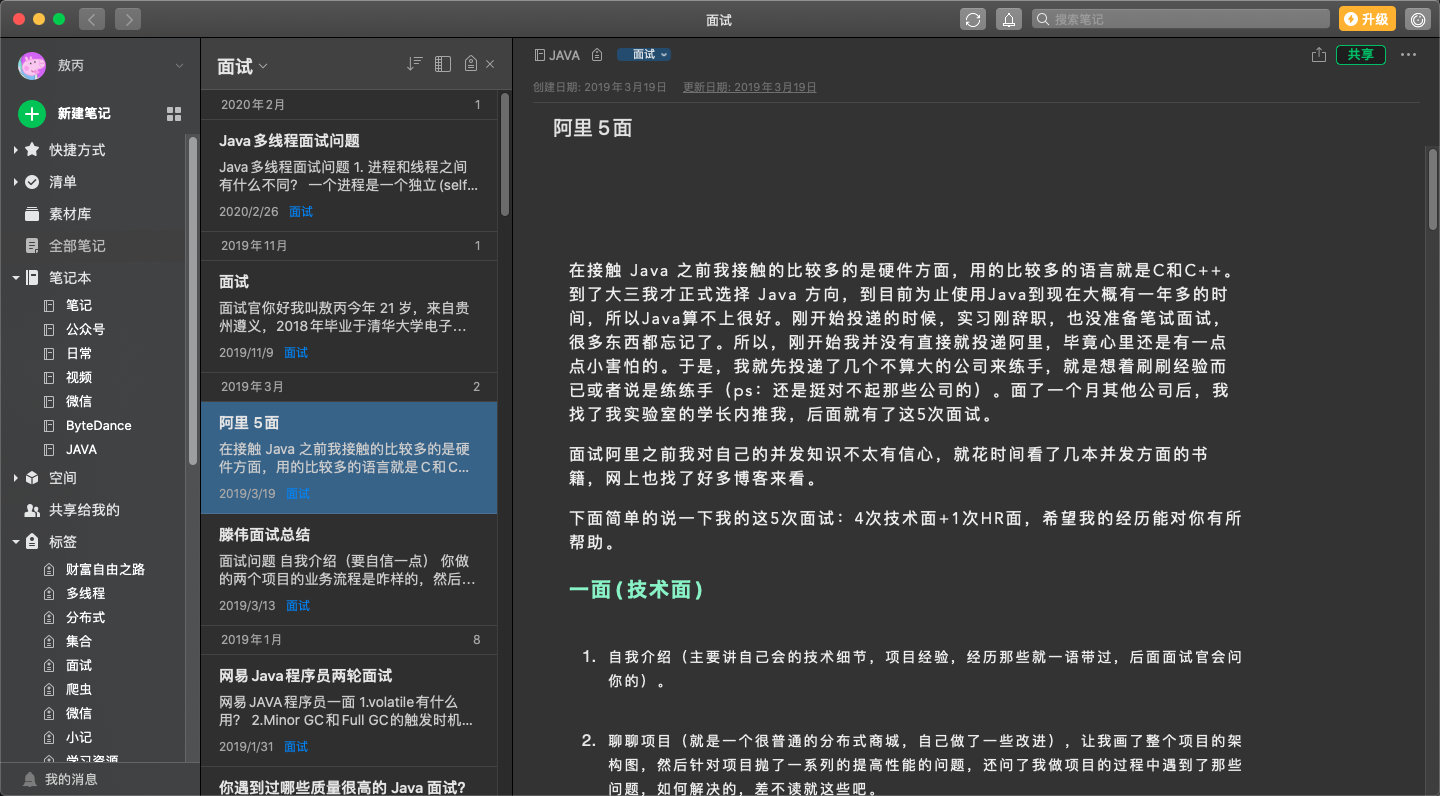 面试
搜索笔记
升级
敖丙
新建笔记
快捷方式
清单
素材库
全部笔记
笔记本
笔记
公众号
日常
视频
微信
ByteDance
JAVA
空间
共享给我的
标签
财富自由之路
多线程
分布式
集合
面试
爬虫
微信
小记
学习资源
我的消息
面试
2020年2月 1
Java多线程面试问题
Java多线程面试问题 1. 进程和线程之间
有什么不同? 一个进程是一个独立(self...
2020/2/26 面试
2019年11月 1
面试
面试官你好我叫敖丙今年 21 岁，来自贵
州遵义，2018年毕业于清华大学电子...
2019/11/9 面试
2019年3月 2
阿里 5面
在接触 Java 之前我接触的比较多的是硬
件方面，用的比较多的语言就是C和C...
2019/3/19 面试
滕伟面试总结
面试问题 自我介绍（要自信一点） 你做
的两个项目的业务流程是咋样的，然后...
2019/3/13 面试
2019年1月 8
网易Java程序员两轮面试
网易JAVA程序员一面 1.volatile有什么
用？ 2.Minor GC和Full GC的触发时机...
2019/1/31 面试
你遇到过哪些质量很高的 Java 面试?
JAVA 面试
共享
创建日期: 2019年3月19日 更新日期: 2019年3月19日
阿里 5面
在接触 Java 之前我接触的比较多的是硬件方面，用的比较多的语言就是C和C++。
到了大三我才正式选择 Java 方向，到目前为止使用Java到现在大概有一年多的时
间，所以Java算不上很好。刚开始投递的时候，实习刚辞职，也没准备笔试面试，
很多东西都忘记了。所以，刚开始我并没有直接就投递阿里，毕竟心里还是有一点
点小害怕的。于是，我就先投递了几个不算大的公司来练手，就是想着刷刷经验而
已或者说是练练手（ps：还是挺对不起那些公司的）。面了一个月其他公司后，我
找了我实验室的学长内推我，后面就有了这5次面试。
面试阿里之前我对自己的并发知识不太有信心，就花时间看了几本并发方面的书
籍，网上也找了好多博客来看。
下面简单的说一下我的这5次面试：4次技术面+1次HR面，希望我的经历能对你有所
帮助。
一面(技术面)
1. 自我介绍（主要讲自己会的技术细节，项目经验，经历那些就一语带过，后面面试官会问
你的）。
2. 聊聊项目（就是一个很普通的分布式商城，自己做了一些改进），让我画了整个项目的架
构图，然后针对项目抛了一系列的提高性能的问题，还问了我做项目的过程中遇到了那些
问题，如何解决的，差不读就这些吧。